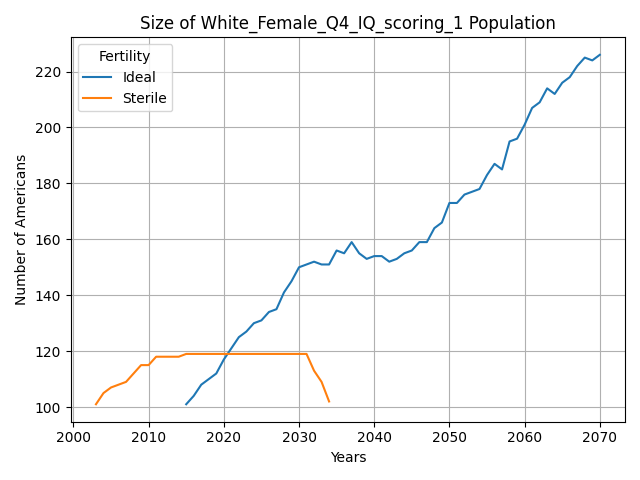 Size of White_Female_Q4_IQ_scoring_1 Population
Fertility
Ideal
Sterile
Number of Americans
220
200
180
160
140
120
100
2000
2010
2020
2030
2040
2050
2060
2070
Years